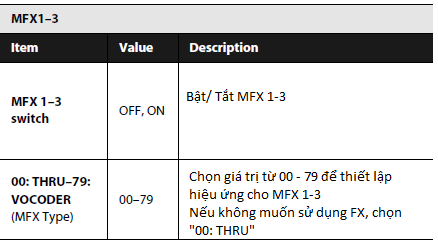 MFX1–3
Item Value Description
MFX 1–3
switch
OFF, ON
Bật/ Tắt MFX 1-3
00: THRU–79:
VOCODER
(MFX Type)
00–79
Chọn giá trị từ 00 - 79 để thiết lập
hiệu ứng cho MFX 1-3
Nếu không muốn sử dụng FX, chọn
"00: THRU"